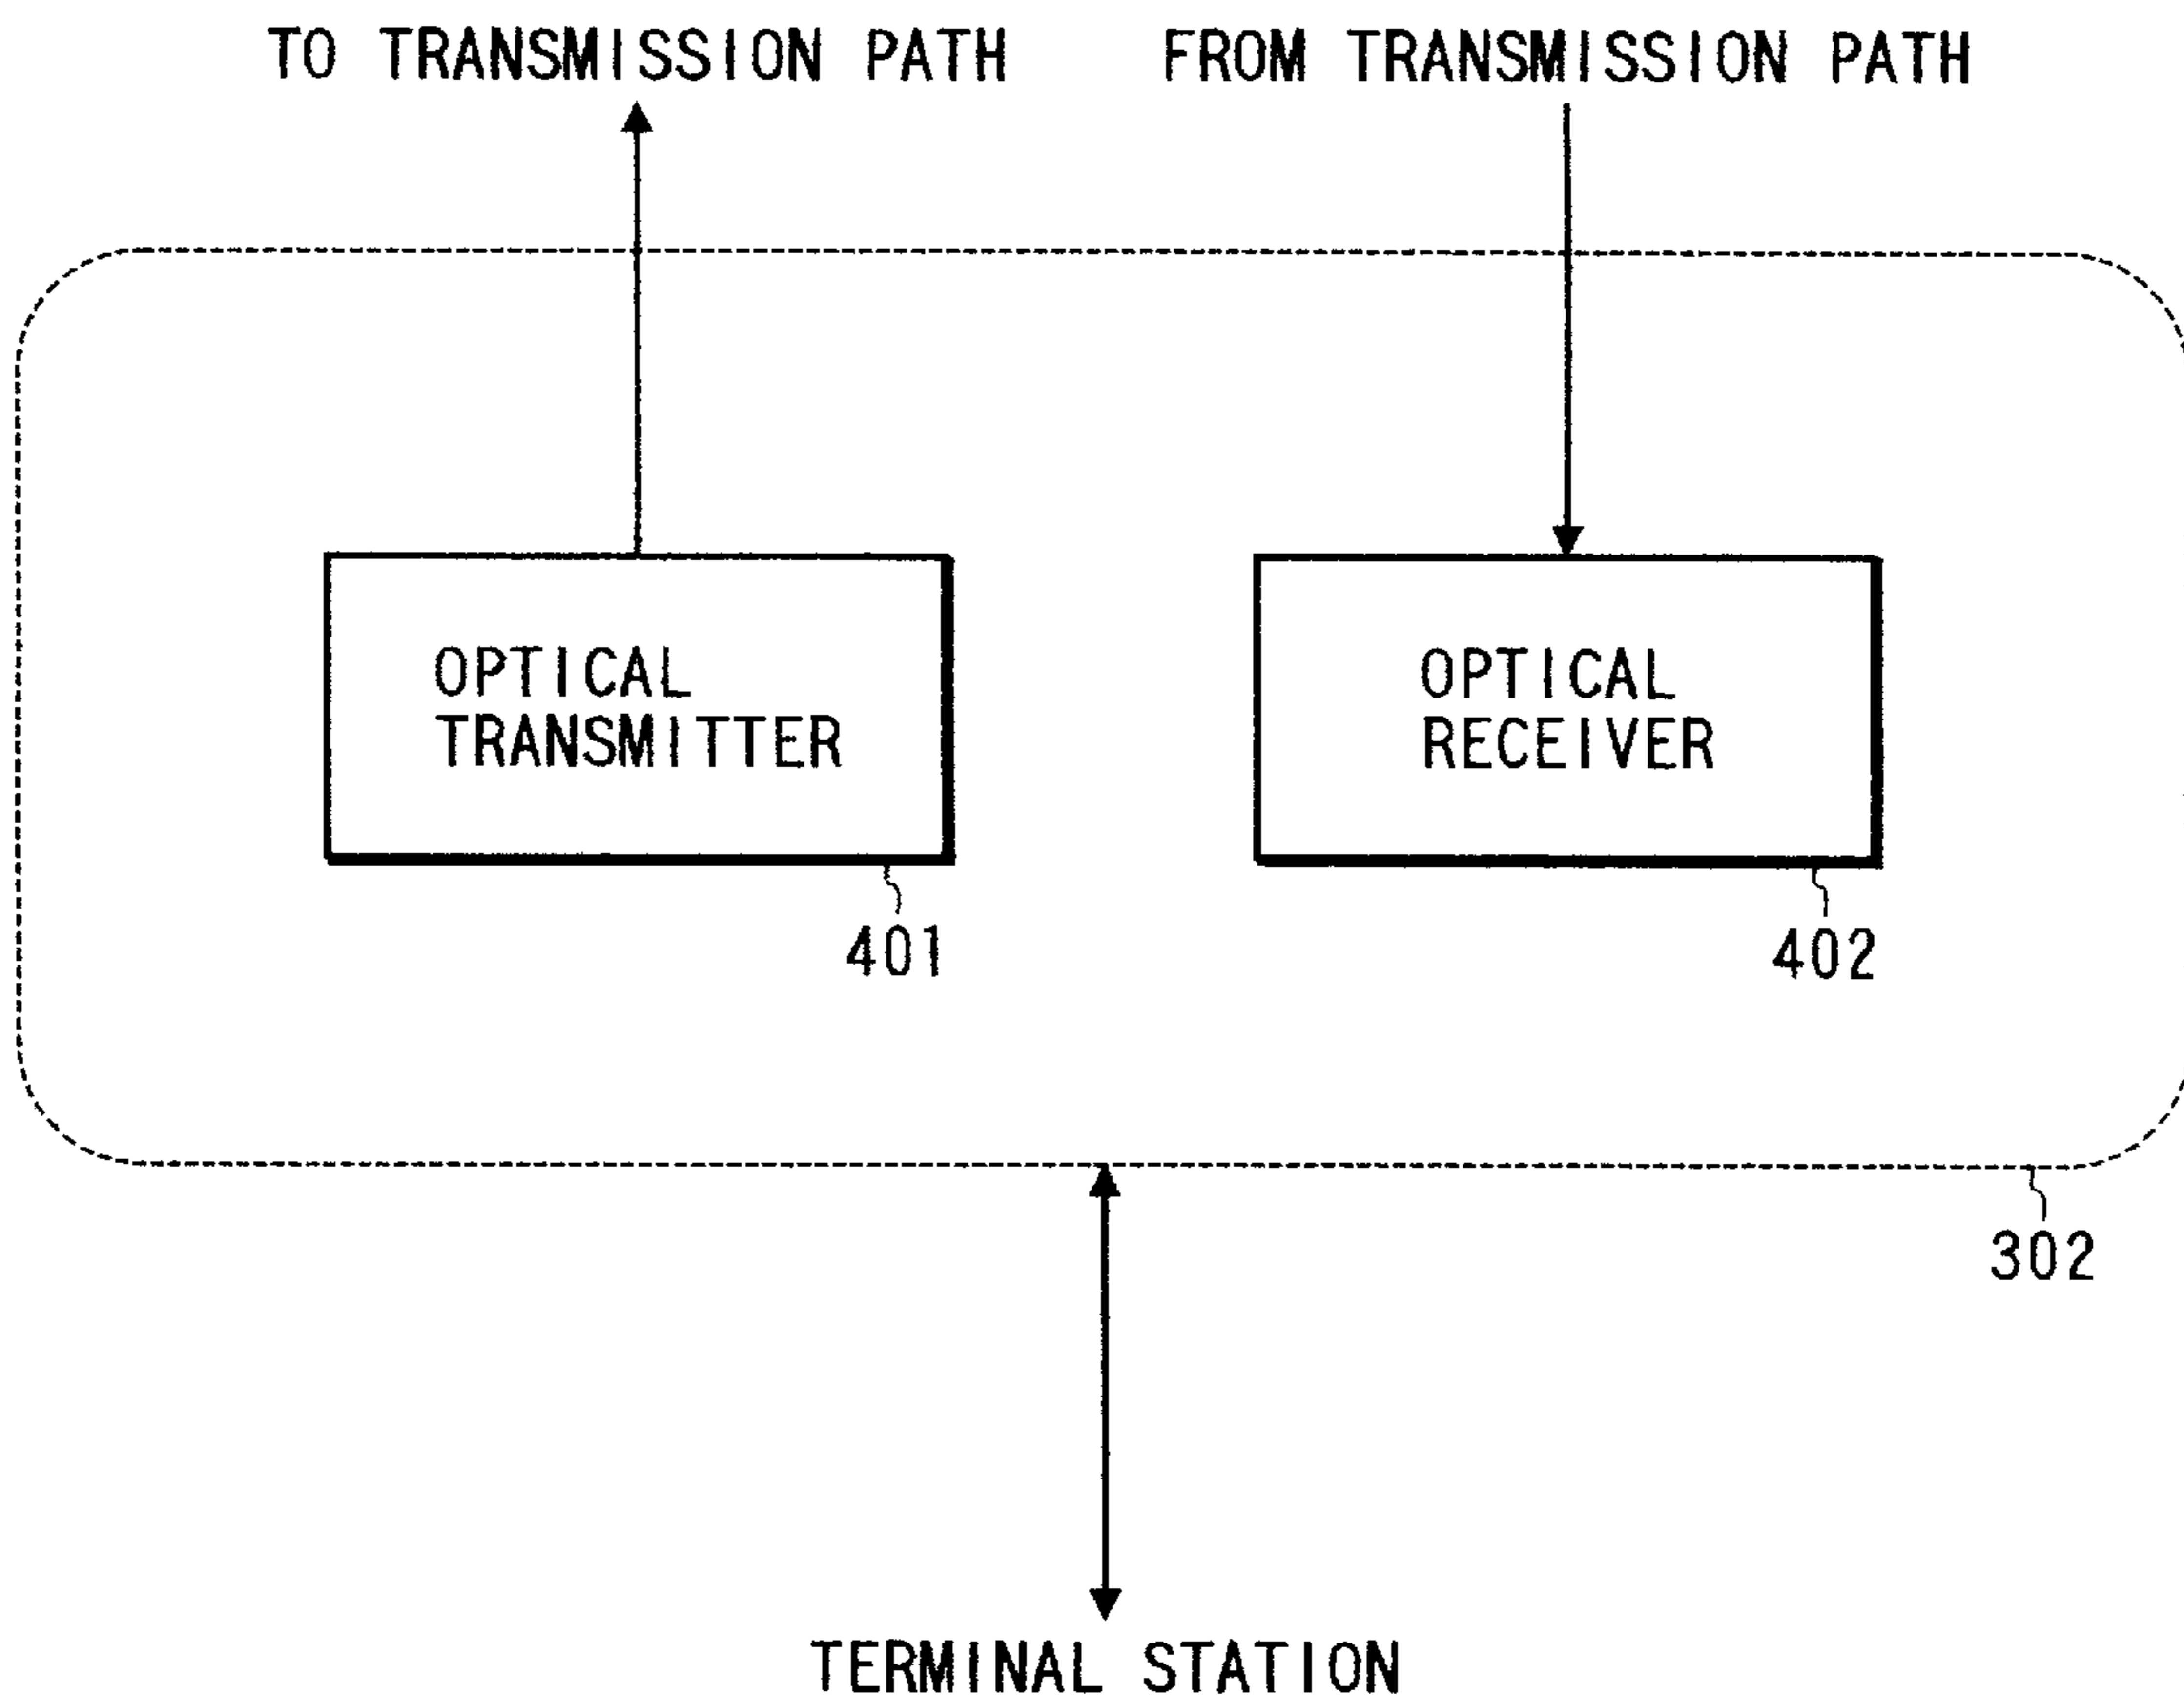 TO TRANSMISSION PATH
FROM TRANSMISSION PATH
OPTICAL
TRANSMITTER
OPTICAL
RECEIVER
401
402
302
TERMINAL STATION